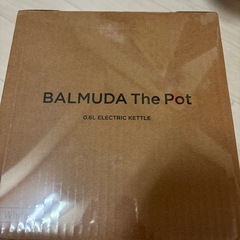 BALMUDA The Pot
0.6L ELECTRIC KETTLE